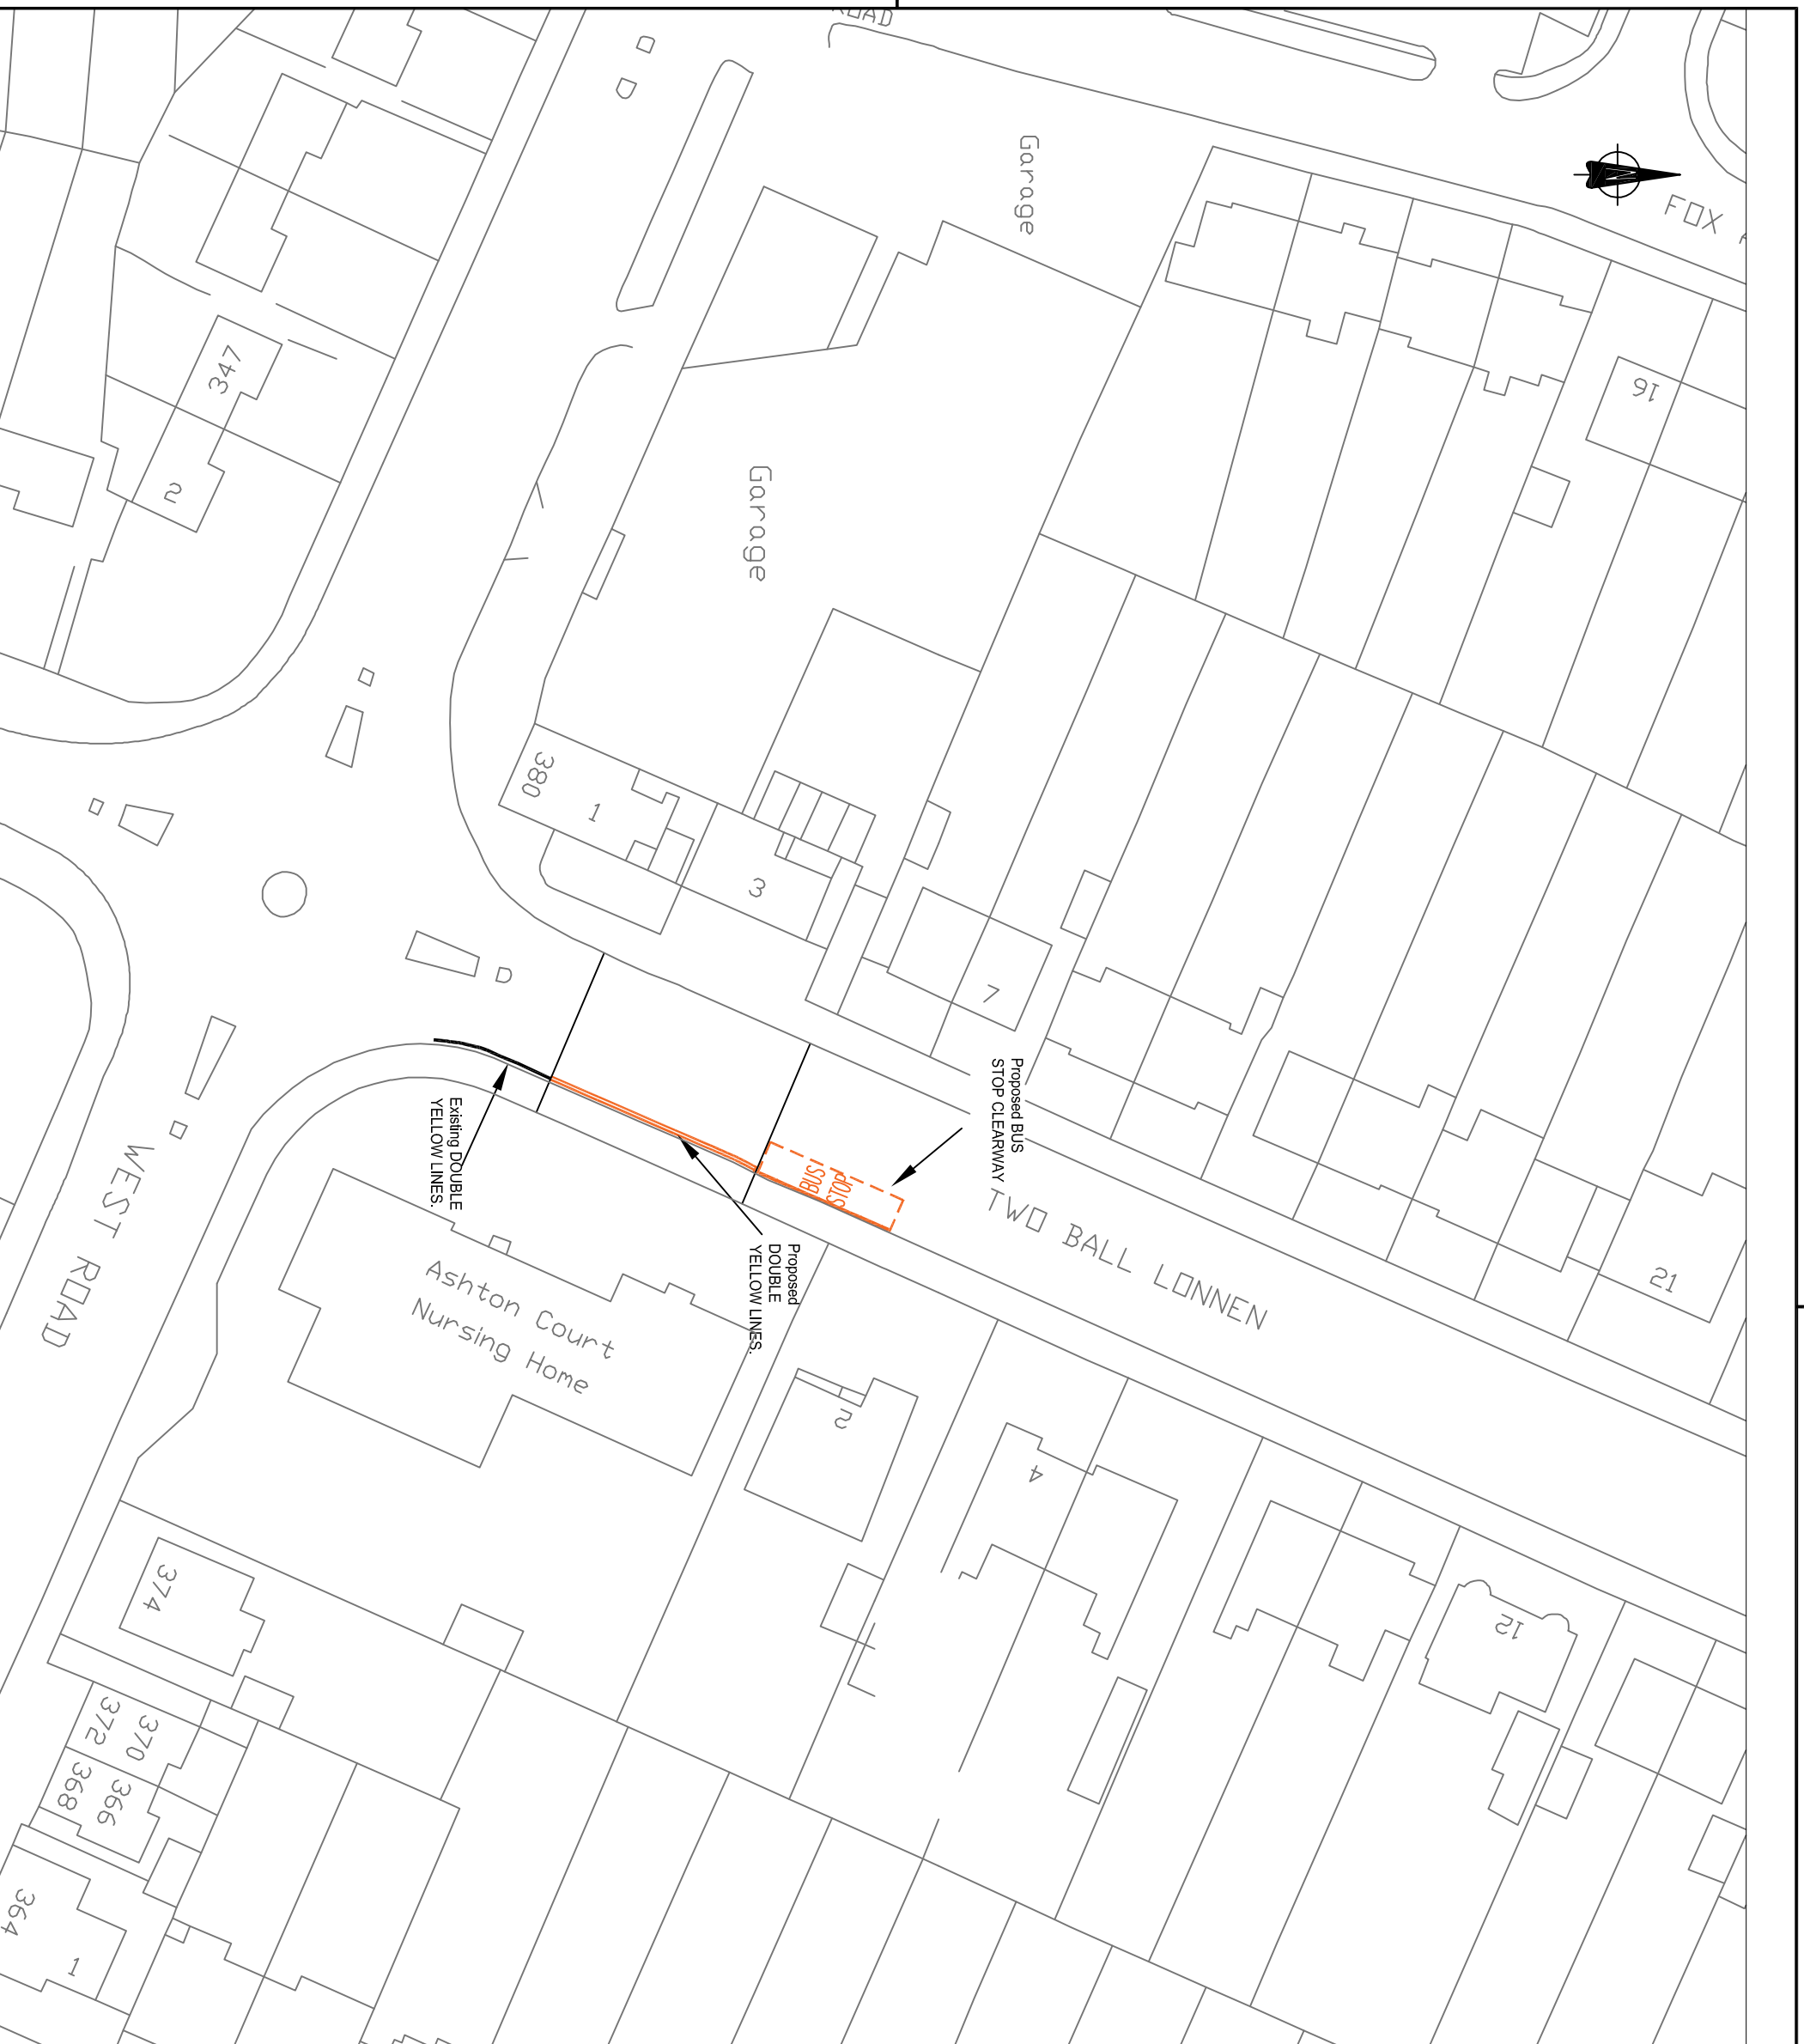 ROAD
FOX
Garage
Garage
347
2
16
380
1
3
7
21
Proposed BUS
STOP CLEARWAY
TWO BALL LONNEN
BUS
STOP
Existing DOUBLE
YELLOW LINES.
Proposed
DOUBLE
YELLOW LINES.
WEST ROAD
Ashton Court
Nursing Home
2
4
12
374
372
370
368
366
364
1
N